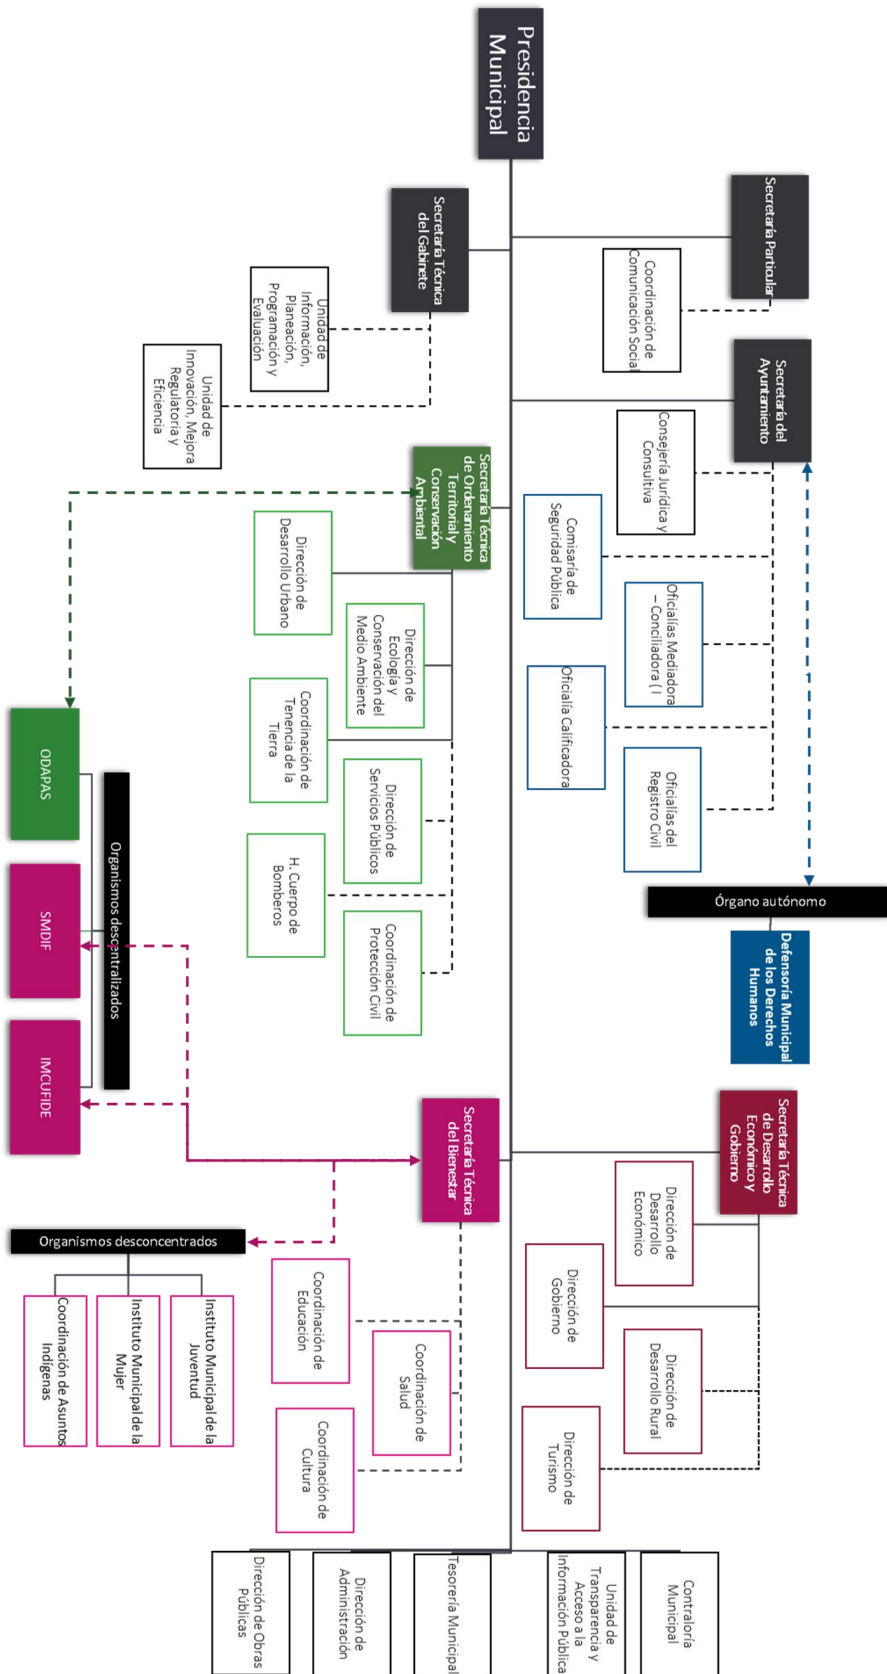 Presidencia
Municipal
Secretaría Particular
Coordinación de
Comunicación Social
Secretaría Técnica
del Gabinete
Unidad de
Información,
Planeación,
Programación y
Evaluación
Unidad de
Innovación, Mejora
Regulatoria y
Eficiencia
Secretaría del
Ayuntamiento
Consejería Jurídica y
Consultiva
Comisaría de
Seguridad Pública
Oficialías Mediadora
– Conciliadora ( I
Oficialía Calificadora
Oficialías del
Registro Civil
Órgano autónomo
Defensoría Municipal
de los Derechos
Humanos
Secretaría Técnica
de Ordenamiento
Territorial y
Conservación
Ambiental
Dirección de
Desarrollo Urbano
Dirección de
Ecología y
Conservación del
Medio Ambiente
Coordinación de
Tenencia de la
Tierra
Dirección de
Servicios Públicos
H. Cuerpo de
Bomberos
Coordinación de
Protección Civil
Organismos descentralizados
ODAPAS
SMDIF
IMCUFIDE
Secretaría Técnica
de Desarrollo
Económico y
Gobierno
Dirección de
Desarrollo
Económico
Dirección de
Gobierno
Dirección de
Desarrollo Rural
Dirección de
Turismo
Secretaría Técnica
del Bienestar
Coordinación de
Educación
Coordinación de
Salud
Coordinación de
Cultura
Organismos desconcentrados
Instituto Municipal de la
Juventud
Instituto Municipal de la
Mujer
Coordinación de Asuntos
Indígenas
Contraloría
Municipal
Unidad de
Transparencia y
Acceso a la
Información Pública
Tesorería Municipal
Dirección de
Administración
Dirección de Obras
Públicas